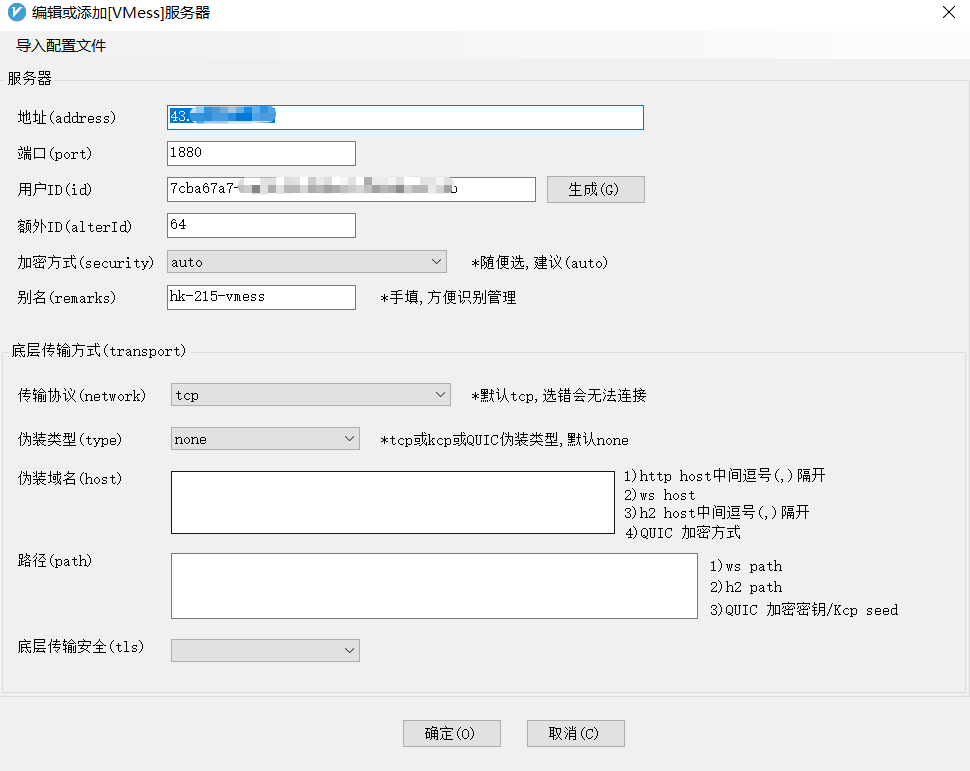 编辑或添加[VMess]服务器
导入配置文件
服务器
地址(address) 43.
端口(port) 1880
用户ID(id) 7cba67a7- 生成(G)
额外ID(alterId) 64
加密方式(security) auto *随便选,建议(auto)
别名(remarks) hk-215-vmess *手填,方便识别管理
底层传输方式(transport)
传输协议(network) tcp *默认tcp,选错会无法连接
伪装类型(type) none *tcp或kcp或QUIC伪装类型,默认none
伪装域名(host) 1)http host中间逗号(,)隔开
2)ws host
3)h2 host中间逗号(,)隔开
4)QUIC 加密方式
路径(path) 1)ws path
2)h2 path
3)QUIC 加密密钥/Kcp seed
底层传输安全(tls)
确定(O) 取消(C)